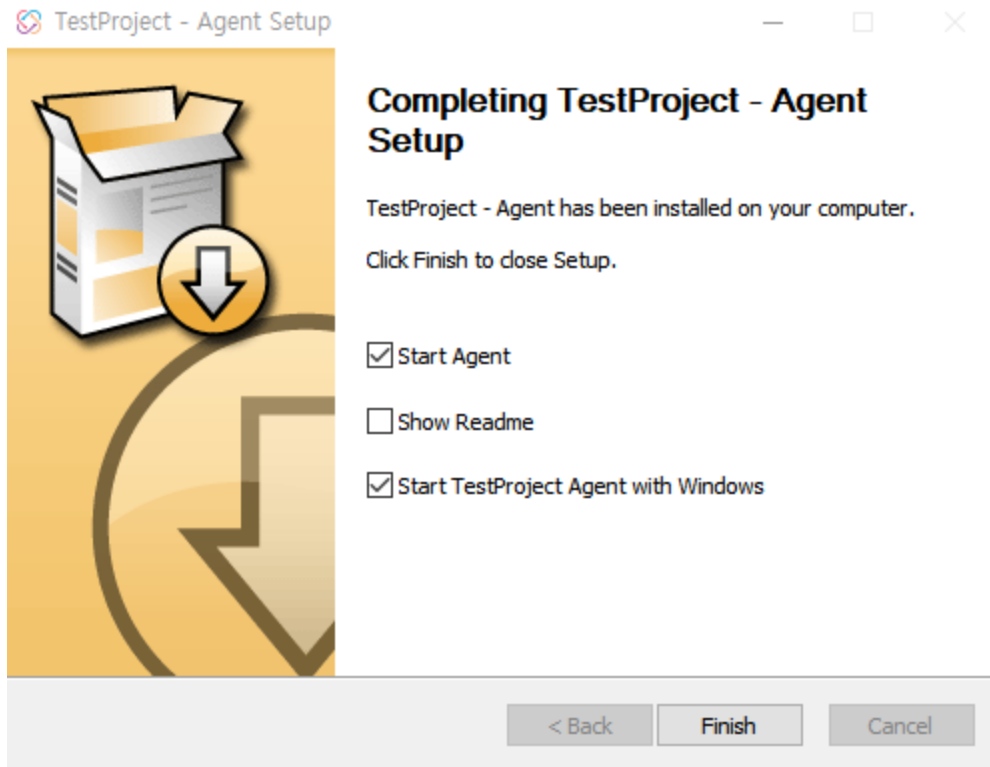 TestProject - Agent Setup
Completing TestProject - Agent
Setup
TestProject - Agent has been installed on your computer.
Click Finish to close Setup.
Start Agent
Show Readme
Start TestProject Agent with Windows
< Back Finish Cancel